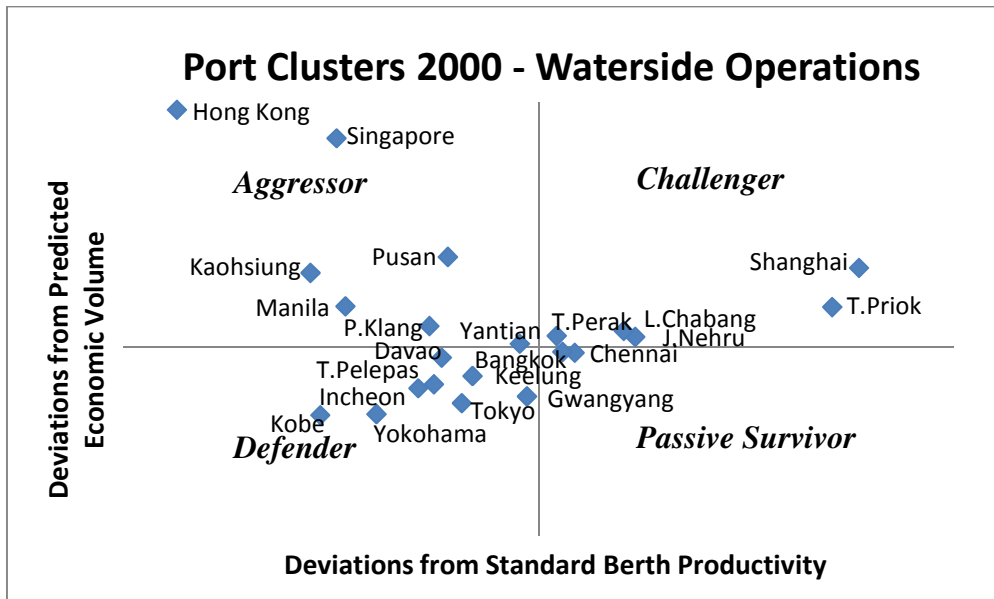 Port Clusters 2000 - Waterside Operations
Hong Kong
Singapore
Aggressor
Challenger
Deviations from Predicted
Economic Volume
Pusan
Shanghai
Kaohsiung
Manila
T.Priok
P.Klang
Yantian
T.Perak
L.Chabang
J.Nehru
Davao
Bangkok
Chennai
T.Pelepas
Keelung
Incheon
Tokyo
Gwangyang
Kobe
Yokohama
Defender
Passive Survivor
Deviations from Standard Berth Productivity